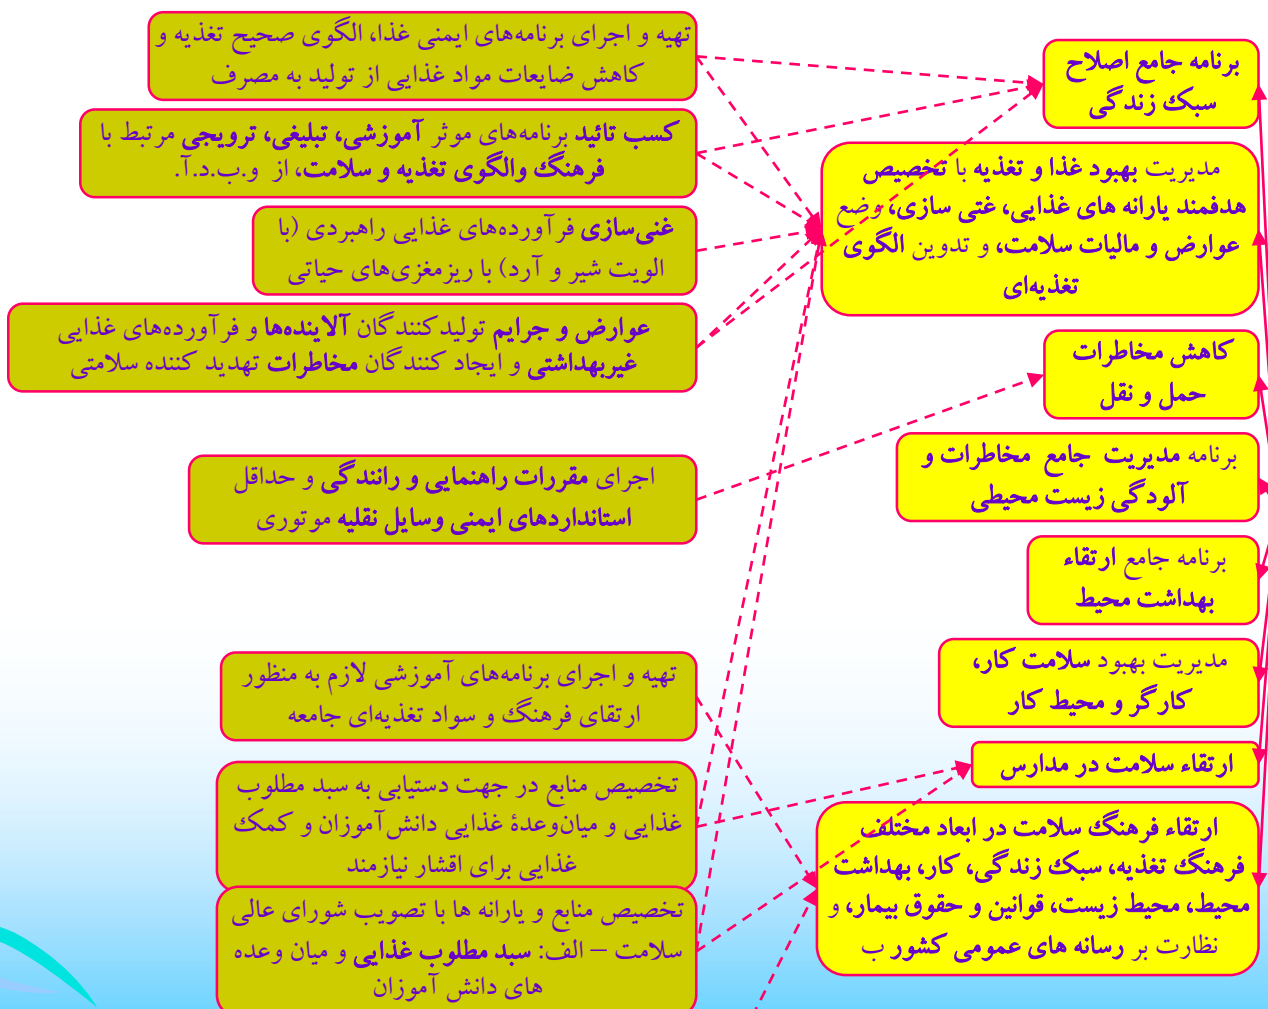 برنامه جامع اصلاح
سبک زندگی
مدیریت بهبود غذا و تغذیه با تخصیص
هدفمند یارانه های غذایی، غتی سازی، وضع
عوارض و مالیات سلامت، و تدوین الگوی
تغذیه‌ای
کاهش مخاطرات
حمل و نقل
برنامه مدیریت جامع مخاطرات و
آلودگی زیست محیطی
برنامه جامع ارتقاء
بهداشت محیط
مدیریت بهبود سلامت کار،
کارگر و محیط کار
ارتقاء سلامت در مدارس
ارتقاء فرهنگ سلامت در ابعاد مختلف
فرهنگ تغذیه، سبک زندگی، کار، بهداشت
محیط، محیط زیست، قوانین و حقوق بیمار، و
نظارت بر رسانه های عمومی کشور ب
تهیه و اجرای برنامه‌های ایمنی غذا، الگوی صحیح تغذیه و
کاهش ضایعات مواد غذایی از تولید به مصرف
کسب تائید برنامه‌های موثر آموزشی، تبلیغی، ترویجی مرتبط با
فرهنگ والگوی تغذیه و سلامت، از و.ب.د.آ.
غنی‌سازی فرآورده‌های غذایی راهبردی (با
الویت شیر و آرد) با ریزمغزی‌های حیاتی
عوارض و جرایم تولیدکنندگان آلاینده‌ها و فرآورده‌های غذایی
غیربهداشتی و ایجاد کنندگان مخاطرات تهدید کننده سلامتی
اجرای مقررات راهنمایی و رانندگی و حداقل
استانداردهای ایمنی وسایل نقلیه موتوری
تهیه و اجرای برنامه‌های آموزشی لازم به منظور
ارتقای فرهنگ و سواد تغذیه‌ای جامعه
تخصیص منابع در جهت دستیابی به سبد مطلوب
غذایی و میان‌وعدهٔ غذایی دانش‌آموزان و کمک
غذایی برای اقشار نیازمند
تخصیص منابع و یارانه ها با تصویب شورای عالی
سلامت – الف: سبد مطلوب غذایی و میان وعده
های دانش آموزان